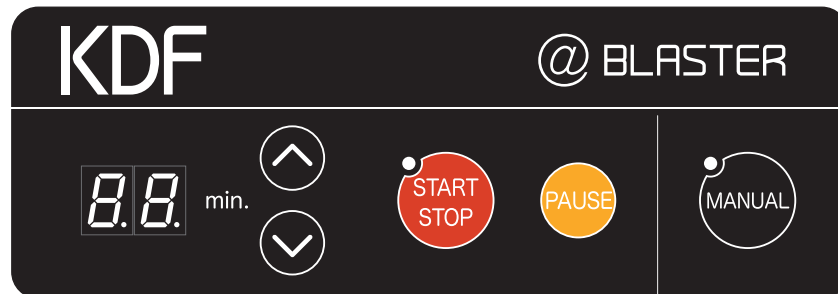 KDF
@ BLASTER
8.8. min.
START
STOP
PAUSE
MANUAL